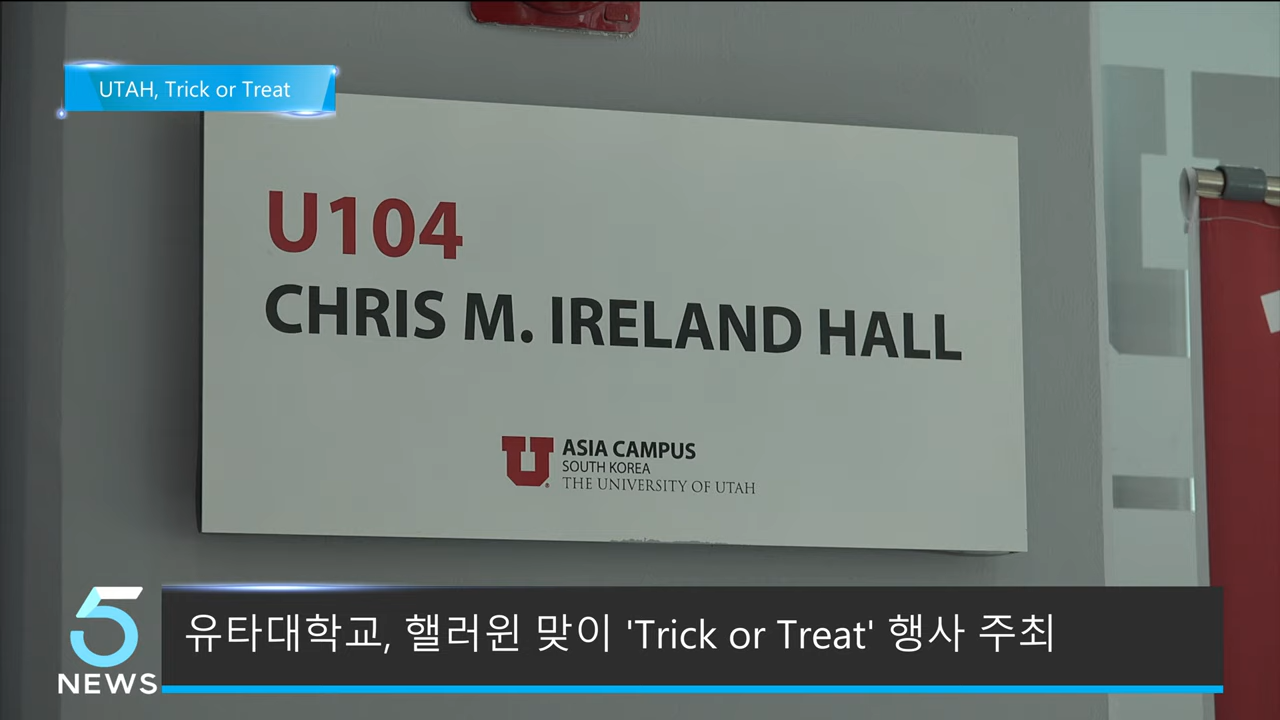 UTAH, Trick or Treat
U104
CHRIS M. IRELAND HALL
U
ASIA CAMPUS
SOUTH KOREA
THE UNIVERSITY OF UTAH
유타대학교, 핼러윈 맞이 'Trick or Treat' 행사 주최
5
NEWS